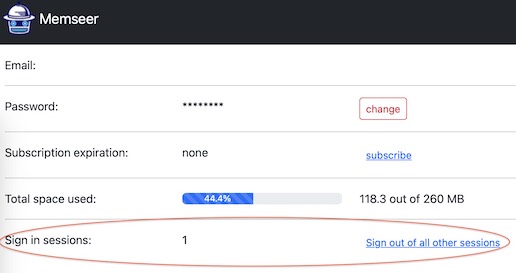 Memseer
Email:
Password: ******** change
Subscription expiration: none subscribe
Total space used: 44.4% 118.3 out of 260 MB
Sign in sessions: 1 Sign out of all other sessions